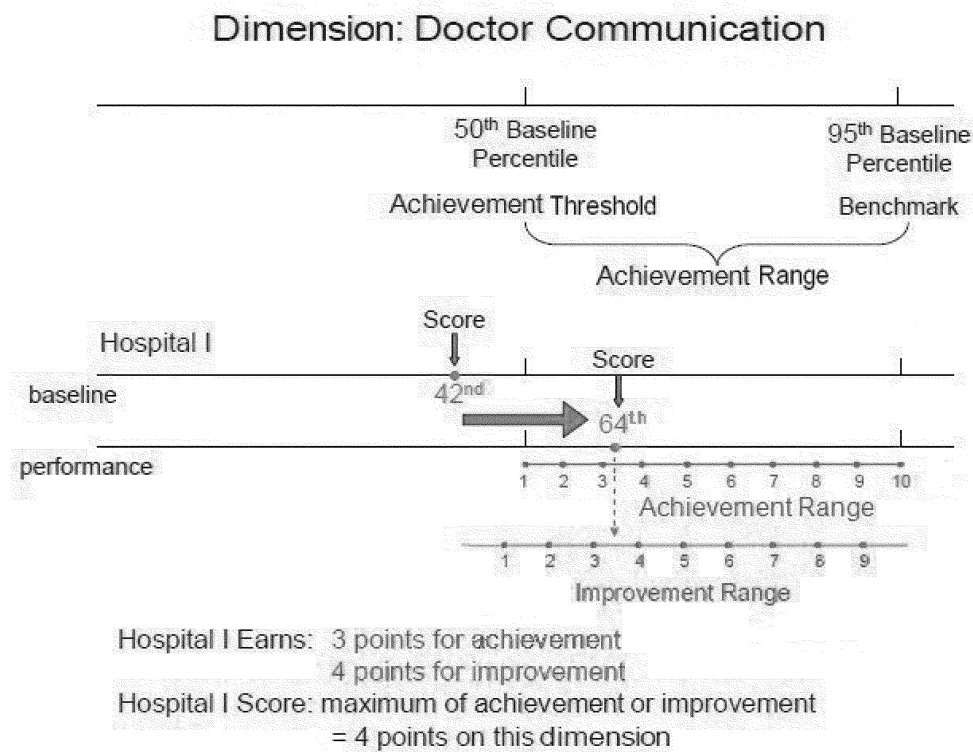 Dimension: Doctor Communication
50th Baseline
Percentile
95th Baseline
Percentile
Achievement Threshold
Benchmark
Achievement Range
Score
Hospital I
Score
baseline
42nd
64th
performance
1 2 3 4 5 6 7 8 9 10
Achievement Range
1 2 3 4 5 6 7 8 9
Improvement Range
Hospital I Earns: 3 points for achievement
4 points for improvement
Hospital I Score: maximum of achievement or improvement
= 4 points on this dimension